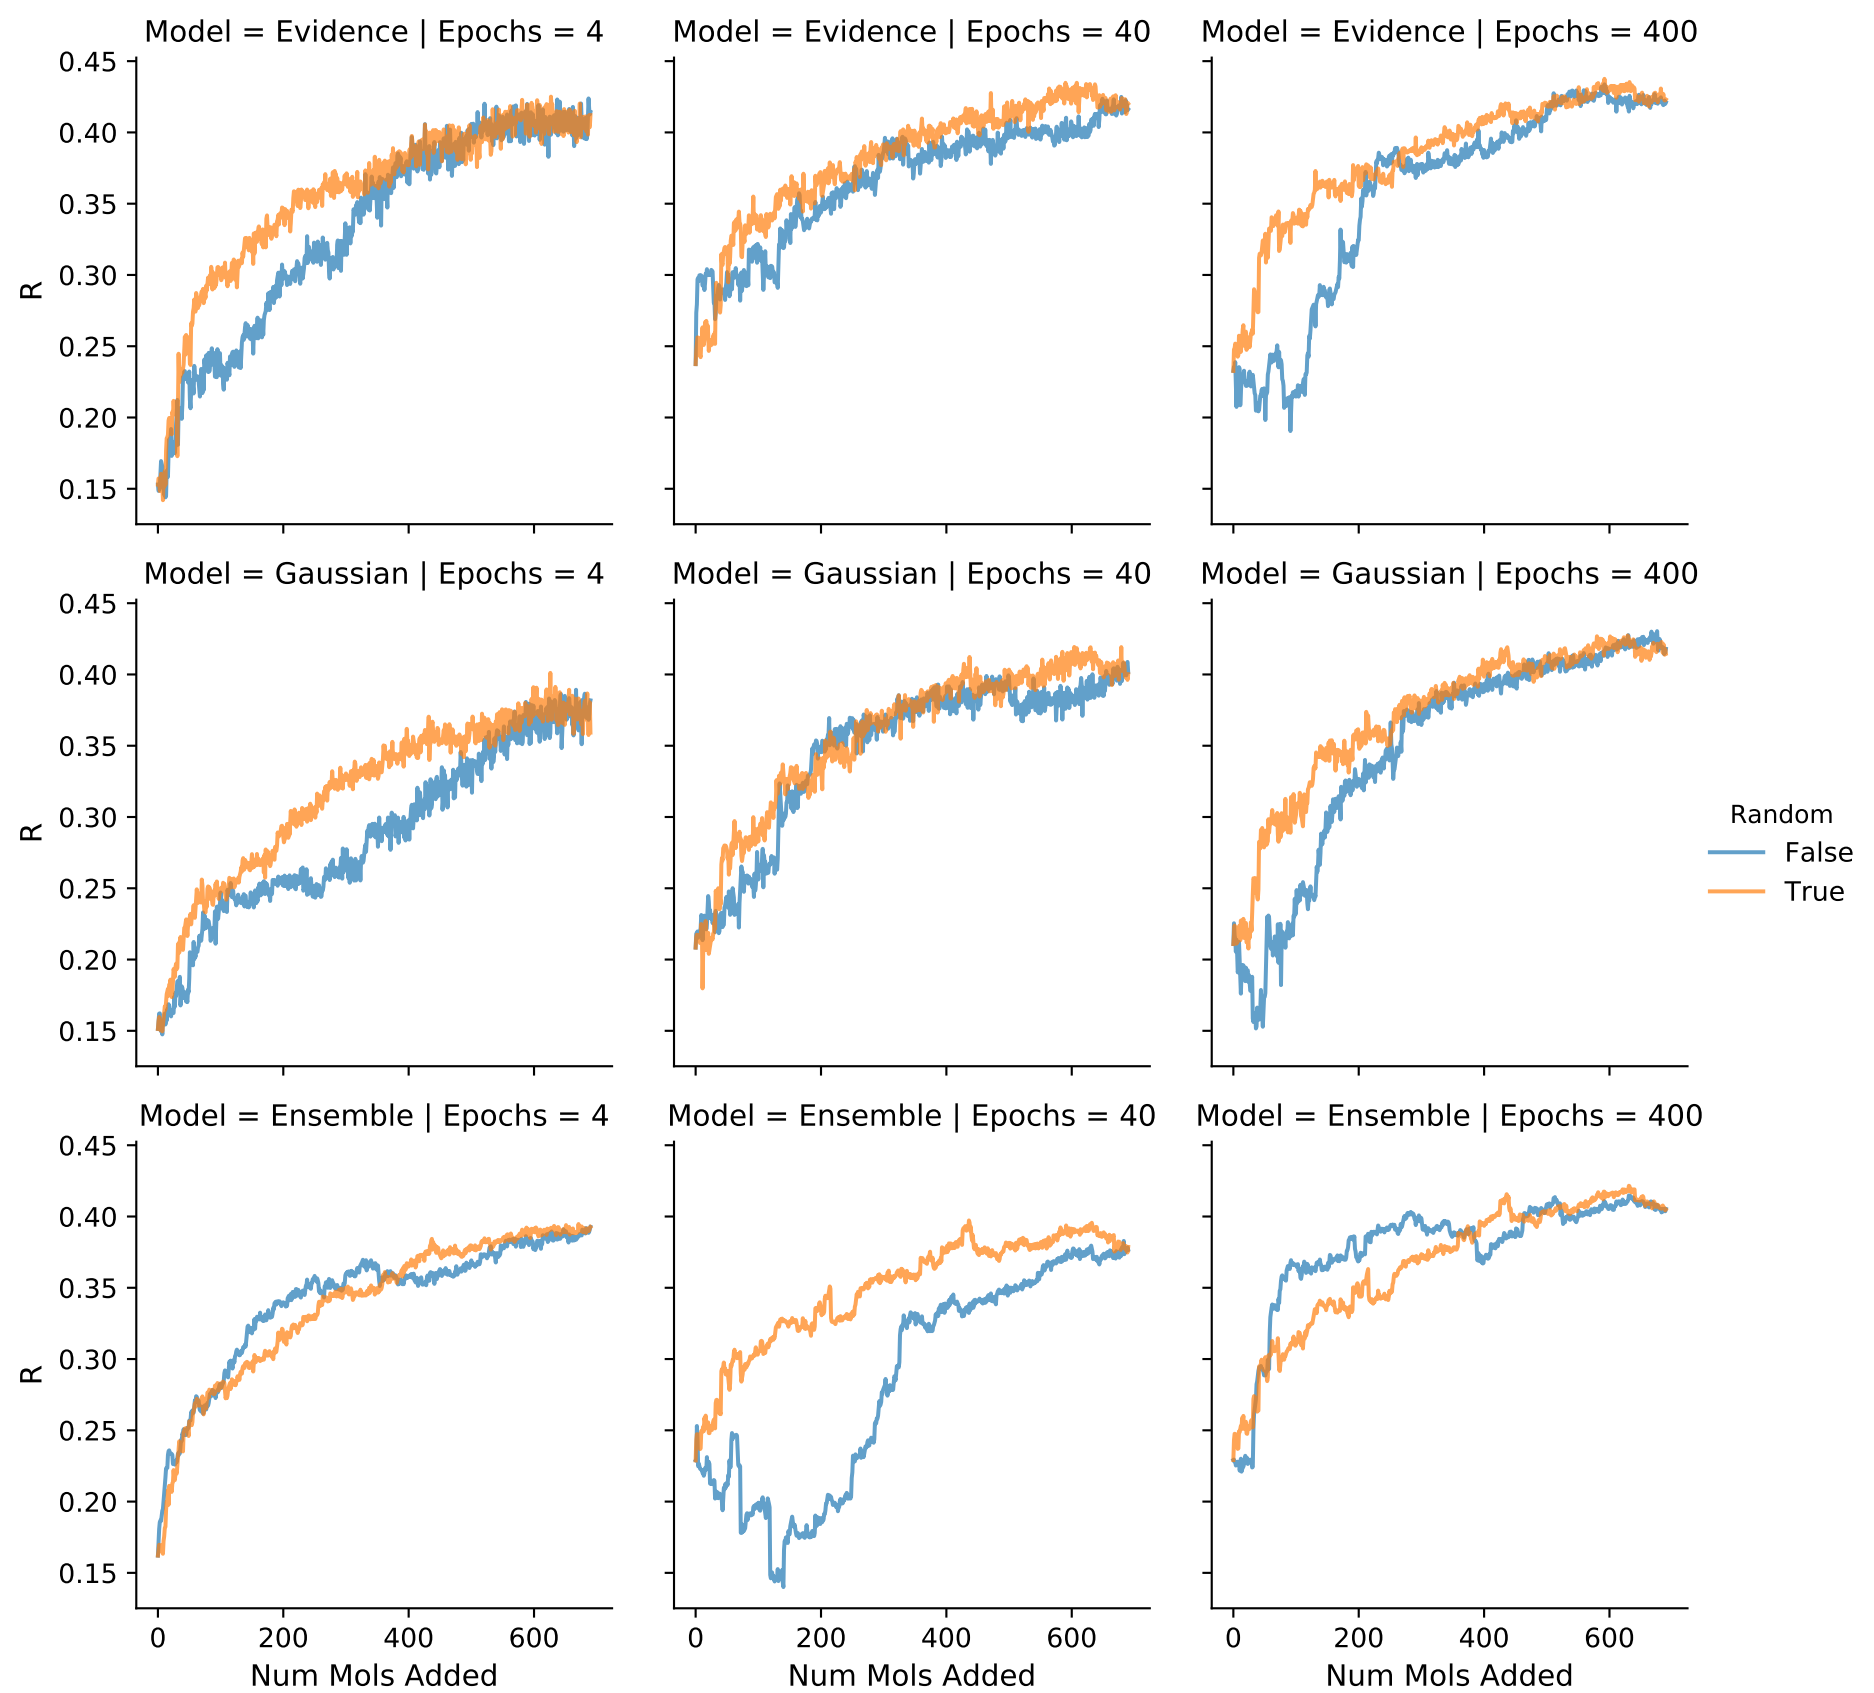 Model = Evidence | Epochs = 4
Model = Evidence | Epochs = 40
Model = Evidence | Epochs = 400
0.45
0.40
0.35
0.30
0.25
0.20
0.15
R
Model = Gaussian | Epochs = 4
Model = Gaussian | Epochs = 40
Model = Gaussian | Epochs = 400
0.45
0.40
0.35
0.30
0.25
0.20
0.15
R
Random
False
True
Model = Ensemble | Epochs = 4
Model = Ensemble | Epochs = 40
Model = Ensemble | Epochs = 400
0.45
0.40
0.35
0.30
0.25
0.20
0.15
R
0 200 400 600
0 200 400 600
0 200 400 600
Num Mols Added
Num Mols Added
Num Mols Added